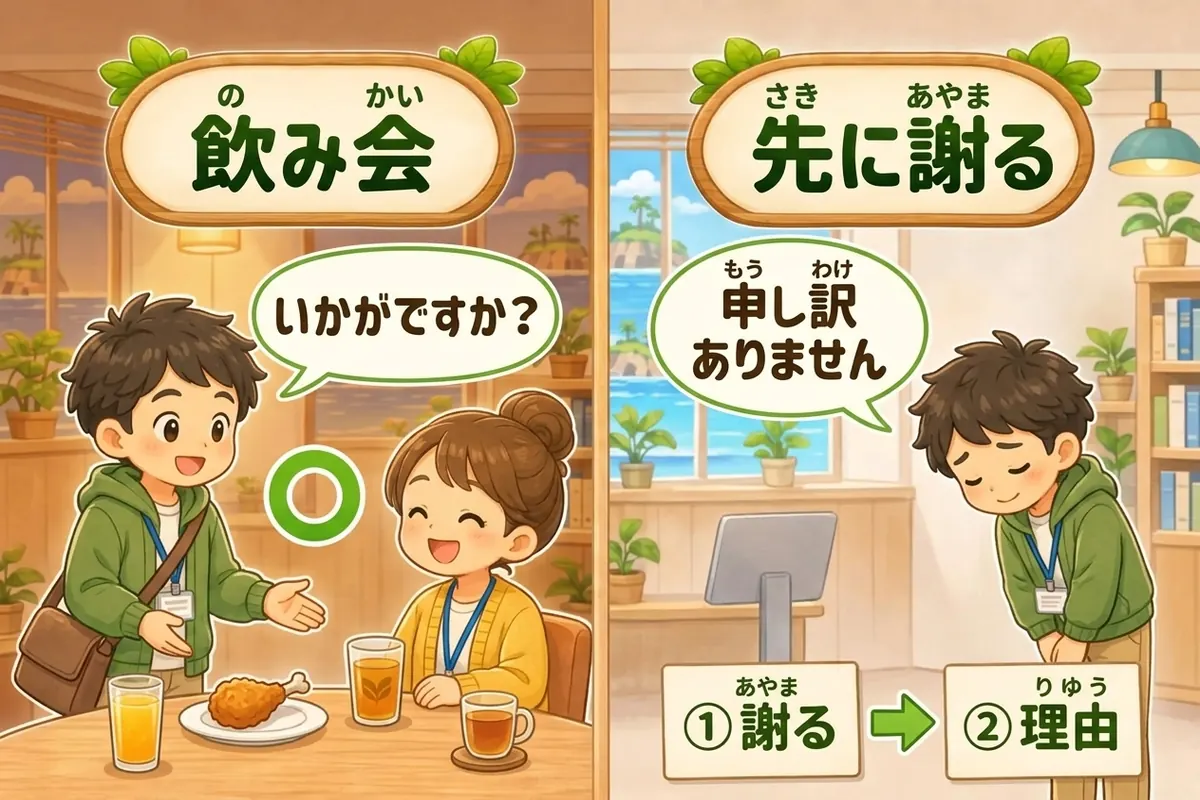 の かい
飲み会
いかがですか?
さき あやま
先に謝る
もう わけ
申し訳
ありません
あやま
①謝る
りゆう
②理由